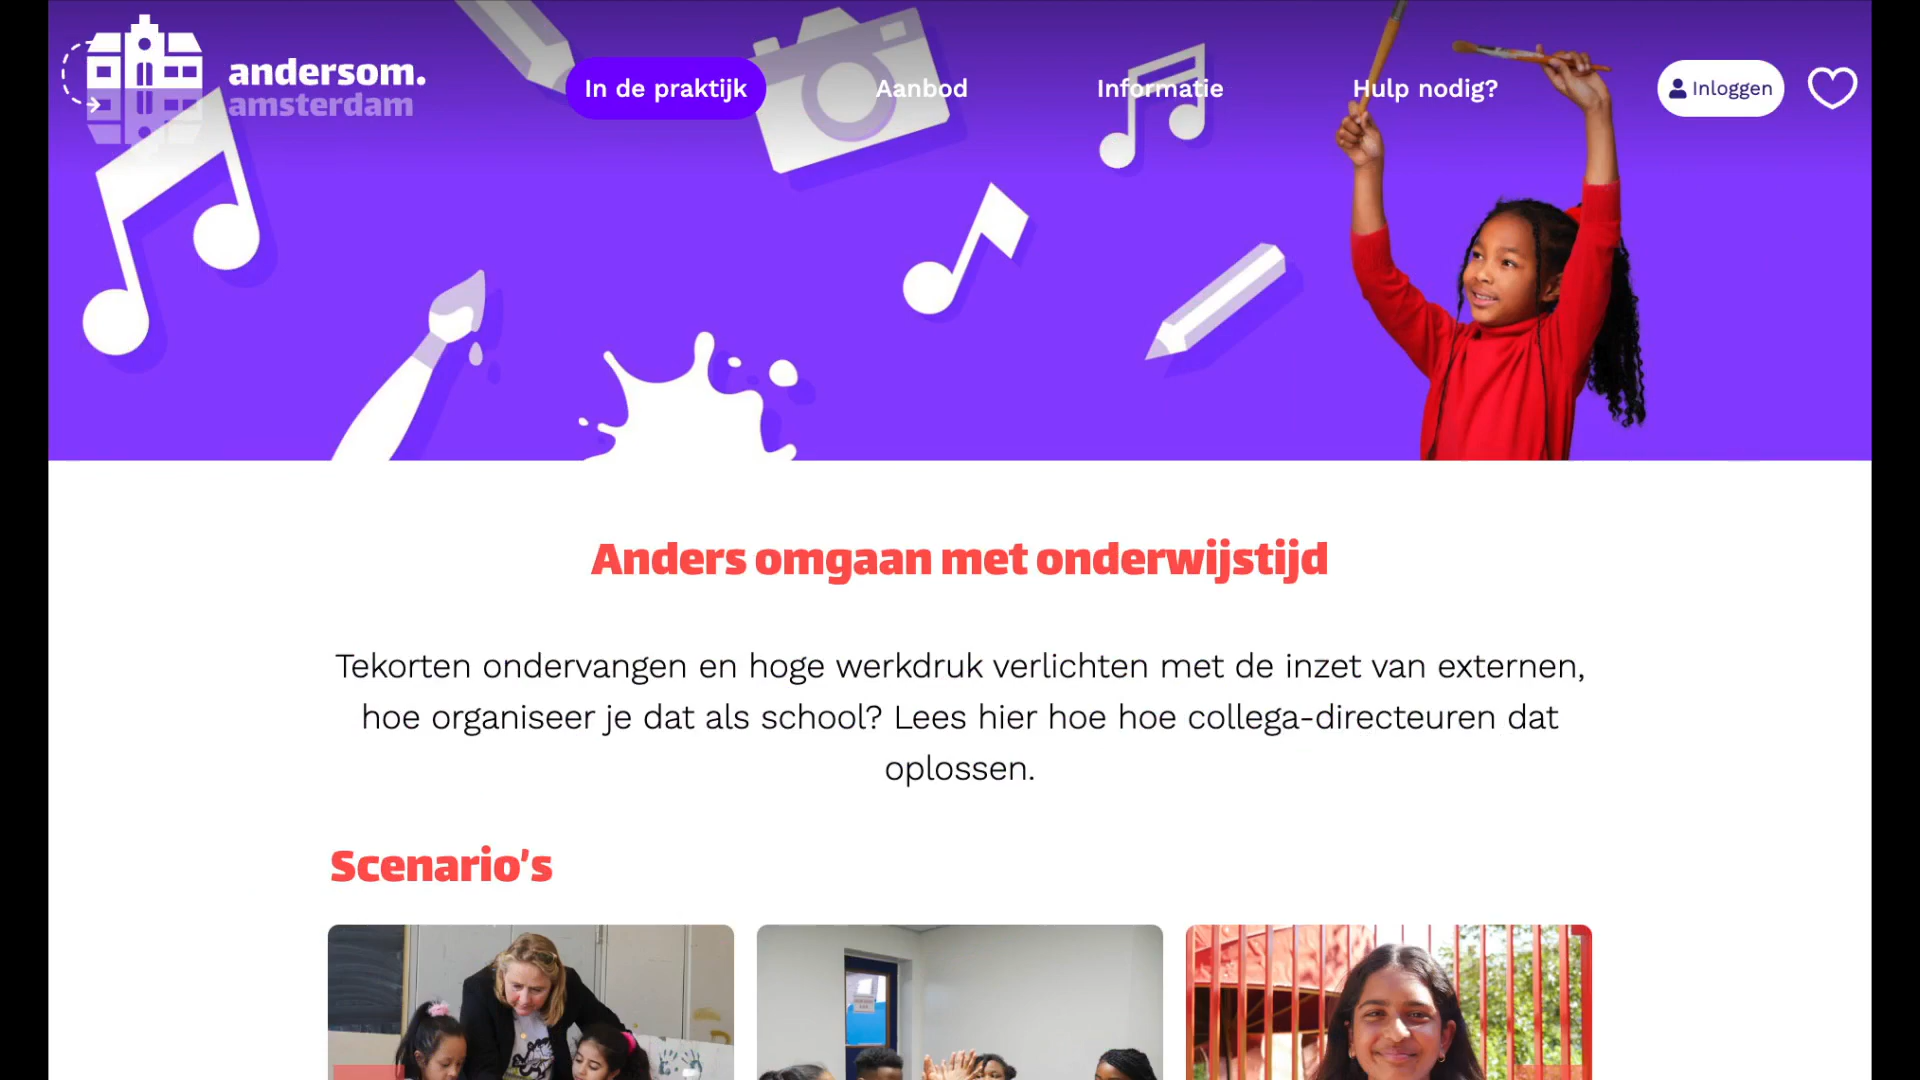 andersom.
amsterdam
In de praktijk
Aanbod
Informatie
Hulp nodig?
Inloggen
Anders omgaan met onderwijstijd
Tekorten ondervangen en hoge werkdruk verlichten met de inzet van externen,
hoe organiseer je dat als school? Lees hier hoe hoe collega-directeuren dat
oplossen.
Scenario's